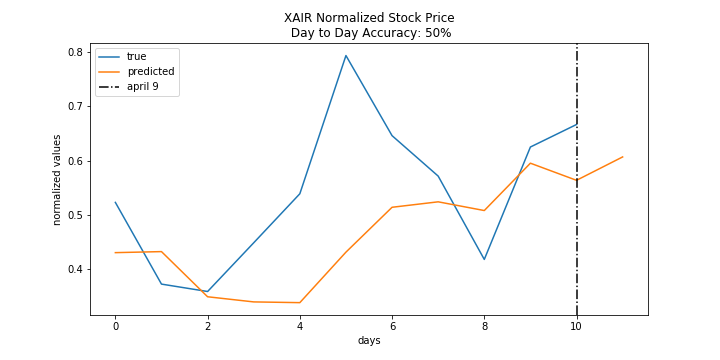 XAIR Normalized Stock Price
Day to Day Accuracy: 50%
true
predicted
april 9
normalized values
0.8
0.7
0.6
0.5
0.4
0
2
4
6
8
10
days